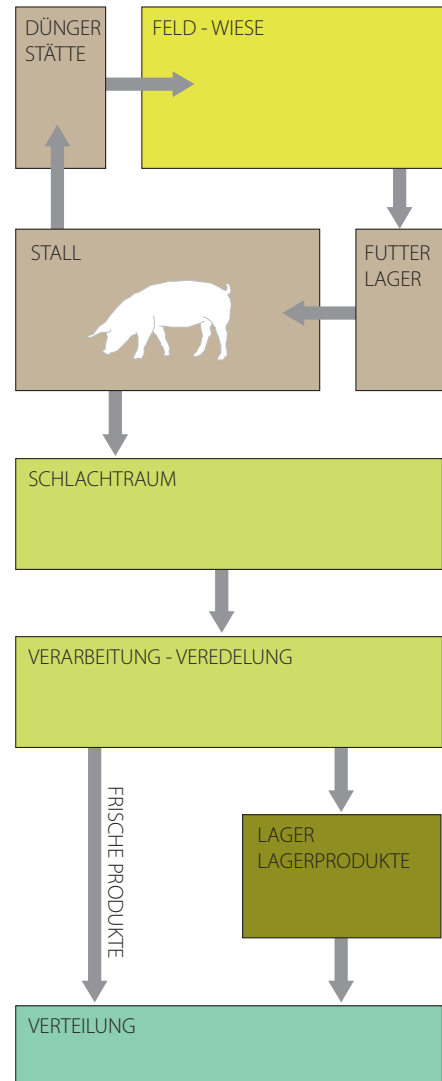 DÜNGER
STÄTTE
FELD - WIESE
STALL
FUTTER
LAGER
SCHLACHTRAUM
VERARBEITUNG - VEREDELUNG
FRISCHE PRODUKTE
LAGER
LAGERPRODUKTE
VERTEILUNG